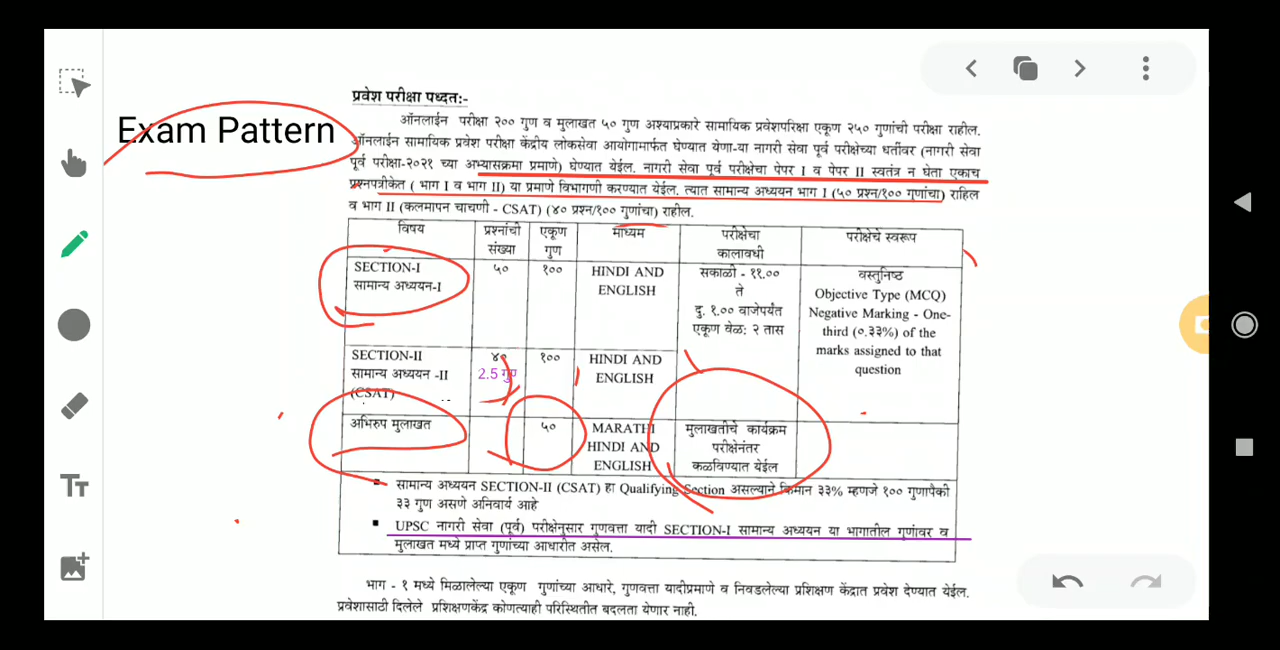 Exam Pattern
प्रवेश परीक्षा पध्दतः-
ऑनलाईन परीक्षा २०० गुण व मुलाखत ५० गुण अश्याप्रकारे सामायिक प्रवेशपरिक्षा एकूण २५० गुणांची परीक्षा राहील.
ऑनलाईन सामायिक प्रवेश परीक्षा केंद्रीय लोकसेवा आयोगामार्फत घेण्यात येणा-या नागरी सेवा पूर्व परीक्षेच्या धर्तीवर (नागरी सेवा
पूर्व परीक्षा-२०२१ च्या अभ्यासक्रमा प्रमाणे) घेण्यात येईल. नागरी सेवा पूर्व परीक्षेचा पेपर I व पेपर II स्वतंत्र न घेता एकाच
प्रश्नपत्रीकेत ( भाग I व भाग II) या प्रमाणे विभागणी करण्यात येईल. त्यात सामान्य अध्ययन भाग I (५० प्रश्न/१०० गुणांचा) राहिल
व भाग II (कलमापन चाचणी - CSAT) (४० प्रश्न/१०० गुणांचा) राहील.
विषय प्रश्नांची संख्या एकूण गुण माध्यम परीक्षेचा कालावधी परीक्षेचे स्वरूप
SECTION-I
सामान्य अध्ययन-I
५०
१००
HINDI AND
ENGLISH
सकाळी - ११.००
ते
दु. १.०० वाजेपर्यंत
एकूण वेळ: २ तास
वस्तुनिष्ठ
Objective Type (MCQ)
Negative Marking - One-
third (०.३३%) of the
marks assigned to that
question
SECTION-II
सामान्य अध्ययन -II
(CSAT)
४०
2.5 गुण
१००
HINDI AND
ENGLISH
अभिरुप मुलाखत
५०
MARATHI
HINDI AND
ENGLISH
मुलाखतीचे कार्यक्रम
परीक्षेनंतर
कळविण्यात येईल
▪ सामान्य अध्ययन SECTION-II (CSAT) हा Qualifying Section असल्याने किमान ३३% म्हणजे १०० गुणापैकी
३३ गुण असणे अनिवार्य आहे
▪ UPSC नागरी सेवा (पूर्व) परीक्षेनुसार गुणवत्ता यादी SECTION-I सामान्य अध्ययन या भागातील गुणांवर व
मुलाखत मध्ये प्राप्त गुणांच्या आधारीत असेल.
भाग - १ मध्ये मिळालेल्या एकूण गुणांच्या आधारे, गुणवत्ता यादीप्रमाणे व निवडलेल्या प्रशिक्षण केंद्रात प्रवेश देण्यात येईल.
प्रवेशासाठी दिलेले प्रशिक्षणकेंद्र कोणत्याही परिस्थितीत बदलता येणार नाही.
Tт